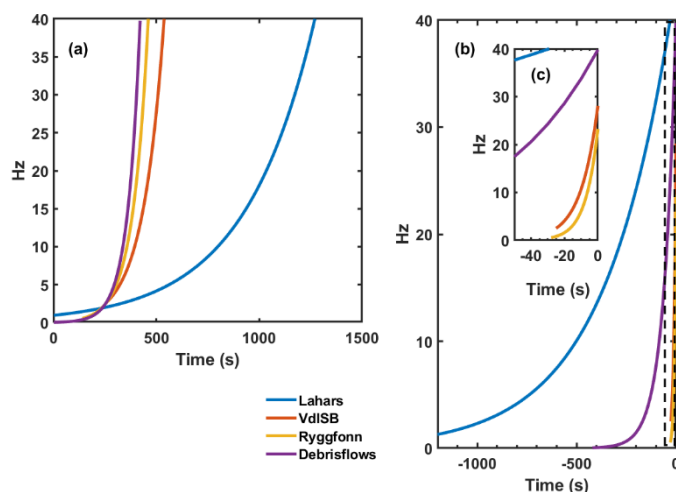 (a)
40
35
30
25
20
15
10
5
0
Hz
0 500 1000 1500
Time (s)
Lahars
VdlSB
Ryggfonn
Debrisflows
(b)
40
30
20
10
0
Hz
-1000 -500 0
Time (s)
(c)
40
30
20
10
0
Hz
-40 -20 0
Time (s)